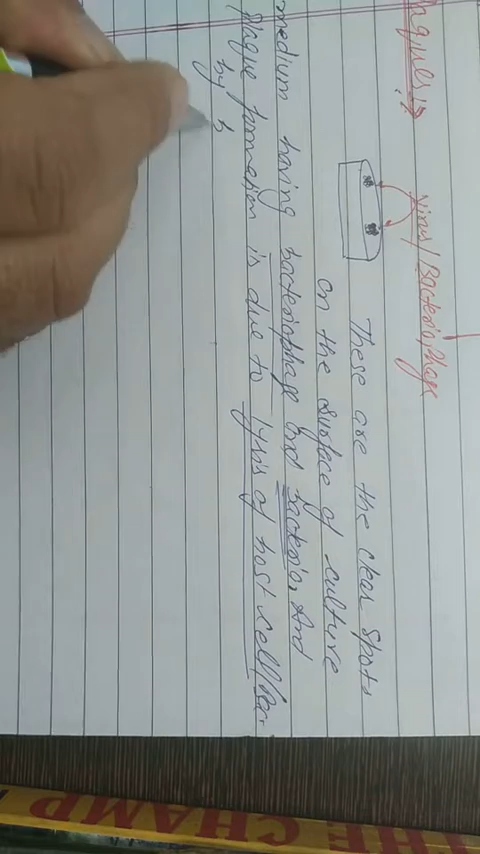 Virus/Bacteriophage
These are the clear spots
on the surface of culture
medium having bacteriophage and bacteria. And
plaque formation is due to lysis of host cell/Bac
by b
THE CHAMP